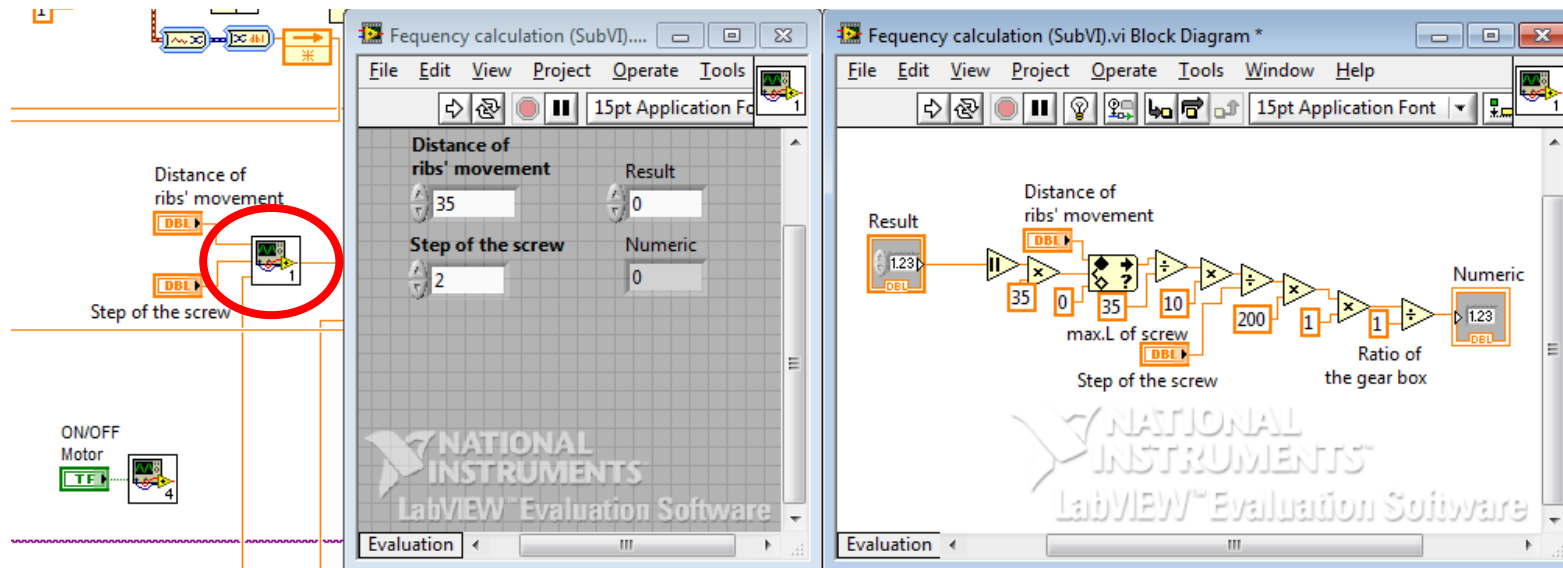 1
Distance of
ribs' movement
DBL
1
DBL
Step of the screw
ON/OFF
Motor
TF
4
Fequency calculation (SubVI)....
File Edit View Project Operate Tools
15pt Application Fo
1
Distance of
ribs' movement
Result
35
0
Step of the screw
Numeric
2
0
NATIONAL
INSTRUMENTS
LabVIEW™ Evaluation Software
Evaluation
Fequency calculation (SubVI).vi Block Diagram *
File Edit View Project Operate Tools Window Help
15pt Application Font
1
Distance of
ribs' movement
Result
DBL
1.23
DBL
Numeric
35
0
?
35
10
200
1
1
1.23
DBL
max.L of screw
DBL
Ratio of
the gear box
Step of the screw
NATIONAL
INSTRUMENTS
LabVIEW™ Evaluation Software
Evaluation